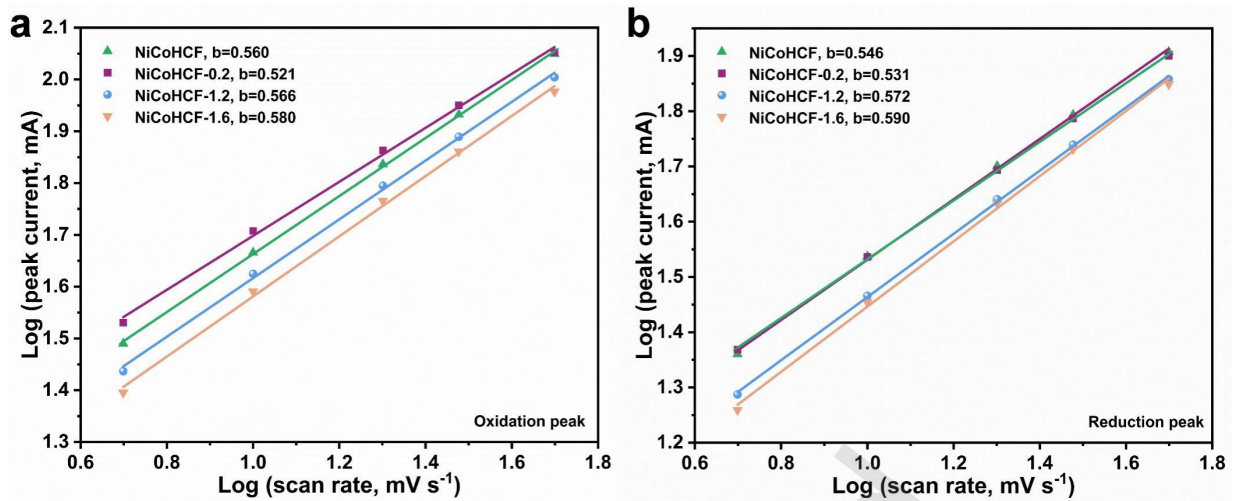 a
2.1
2.0
1.9
1.8
1.7
1.6
1.5
1.4
1.3
0.6 0.8 1.0 1.2 1.4 1.6 1.8
Log (peak current, mA)
Log (scan rate, mV s⁻¹)
NiCoHCF, b=0.560
NiCoHCF-0.2, b=0.521
NiCoHCF-1.2, b=0.566
NiCoHCF-1.6, b=0.580
Oxidation peak
b
1.9
1.8
1.7
1.6
1.5
1.4
1.3
1.2
0.6 0.8 1.0 1.2 1.4 1.6 1.8
Log (peak current, mA)
Log (scan rate, mV s⁻¹)
NiCoHCF, b=0.546
NiCoHCF-0.2, b=0.531
NiCoHCF-1.2, b=0.572
NiCoHCF-1.6, b=0.590
Reduction peak